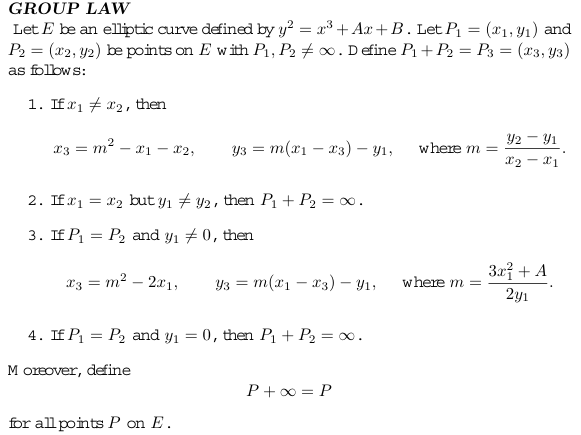 GROUP LAW
Let E be an elliptic curve defined by y² = x³ + Ax + B. Let P₁ = (x₁, y₁) and
P₂ = (x₂, y₂) be points on E with P₁, P₂ ≠ ∞. Define P₁ + P₂ = P₃ = (x₃, y₃)
as follows:
1. If x₁ ≠ x₂, then
x₃ = m² − x₁ − x₂, y₃ = m(x₁ − x₃) − y₁, where m = (y₂ − y₁)/(x₂ − x₁).
2. If x₁ = x₂ but y₁ ≠ y₂, then P₁ + P₂ = ∞.
3. If P₁ = P₂ and y₁ ≠ 0, then
x₃ = m² − 2x₁, y₃ = m(x₁ − x₃) − y₁, where m = (3x₁² + A)/(2y₁).
4. If P₁ = P₂ and y₁ = 0, then P₁ + P₂ = ∞.
Moreover, define
P + ∞ = P
for all points P on E.